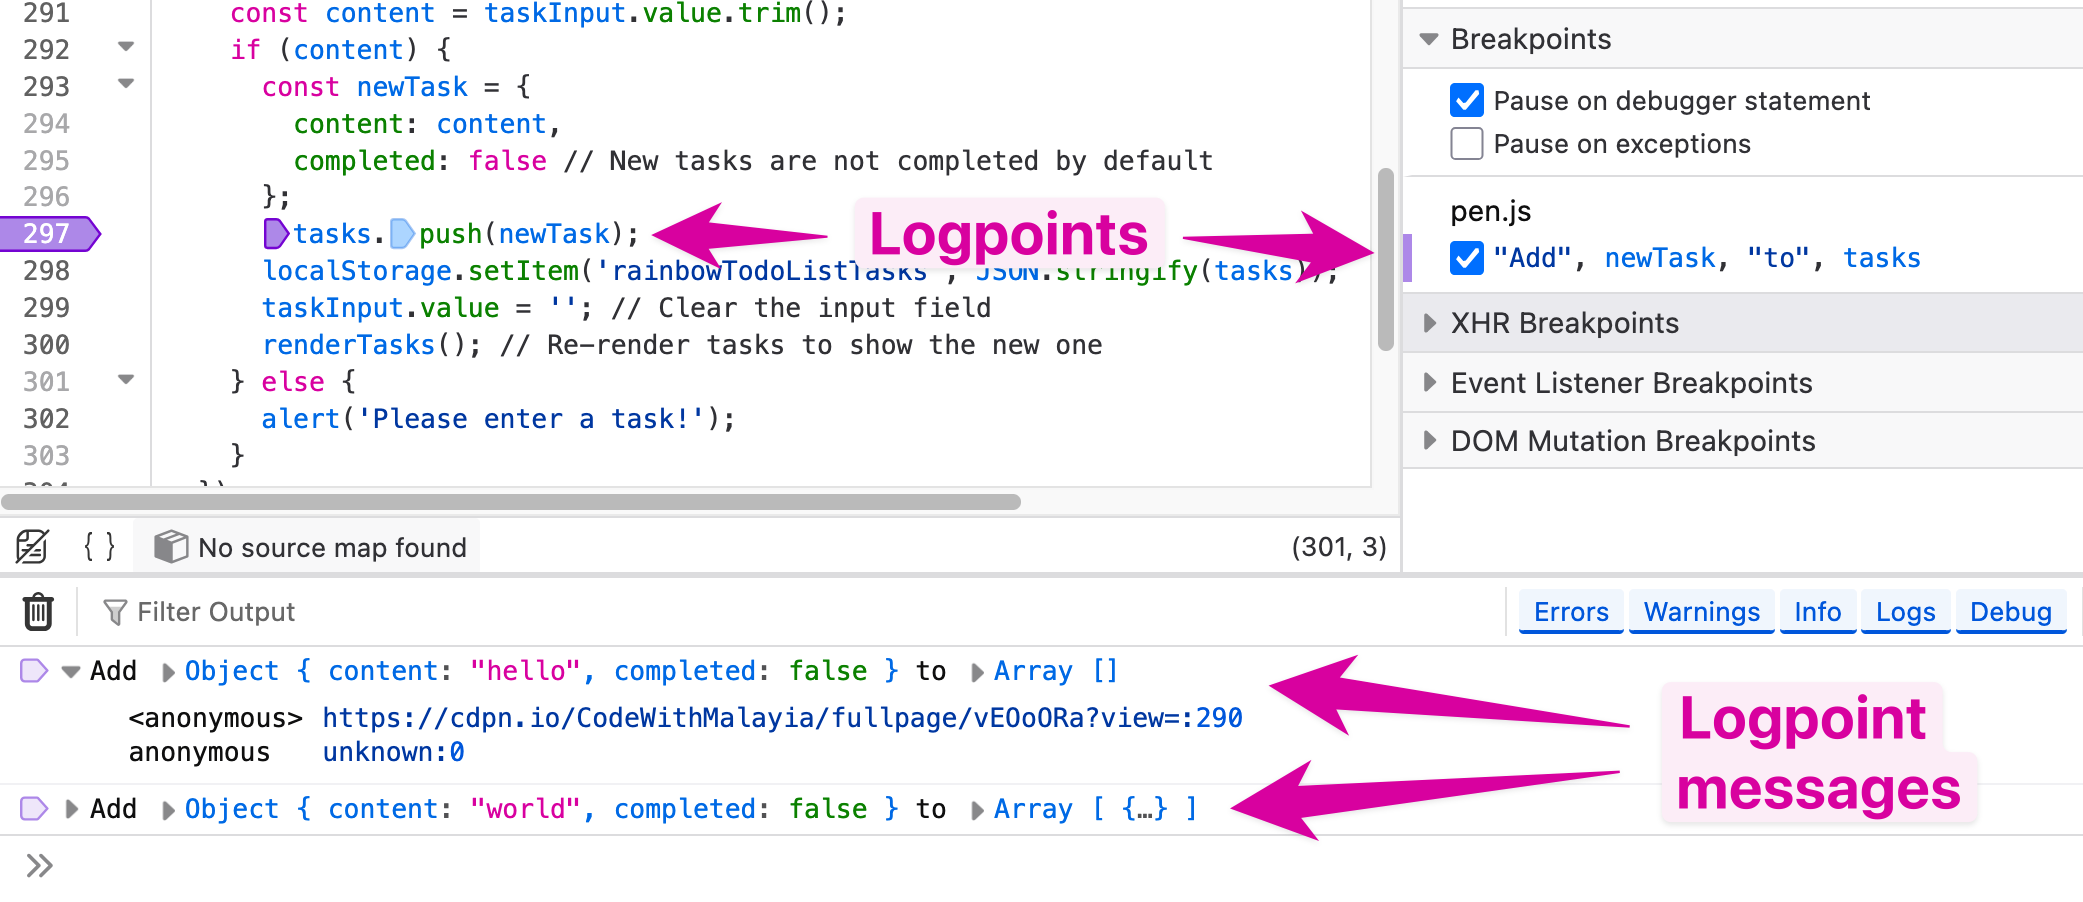 291 const content = taskInput.value.trim();
292 if (content) {
293 const newTask = {
294 content: content,
295 completed: false // New tasks are not completed by default
296 };
297 tasks.push(newTask);
Logpoints
298 localStorage.setItem('rainbowTodoListTasks', JSON.stringify(tasks));
299 taskInput.value = ''; // Clear the input field
300 renderTasks(); // Re-render tasks to show the new one
301 } else {
302 alert('Please enter a task!');
303 }
304 })
Breakpoints
Pause on debugger statement
Pause on exceptions
pen.js
"Add", newTask, "to", tasks
XHR Breakpoints
Event Listener Breakpoints
DOM Mutation Breakpoints
{ } No source map found (301, 3)
Filter Output Errors Warnings Info Logs Debug
Add Object { content: "hello", completed: false } to Array []
<anonymous> https://cdpn.io/CodeWithMalayia/fullpage/vEOoORa?view=:290
anonymous unknown:0
Add Object { content: "world", completed: false } to Array [ {…} ]
Logpoint
messages